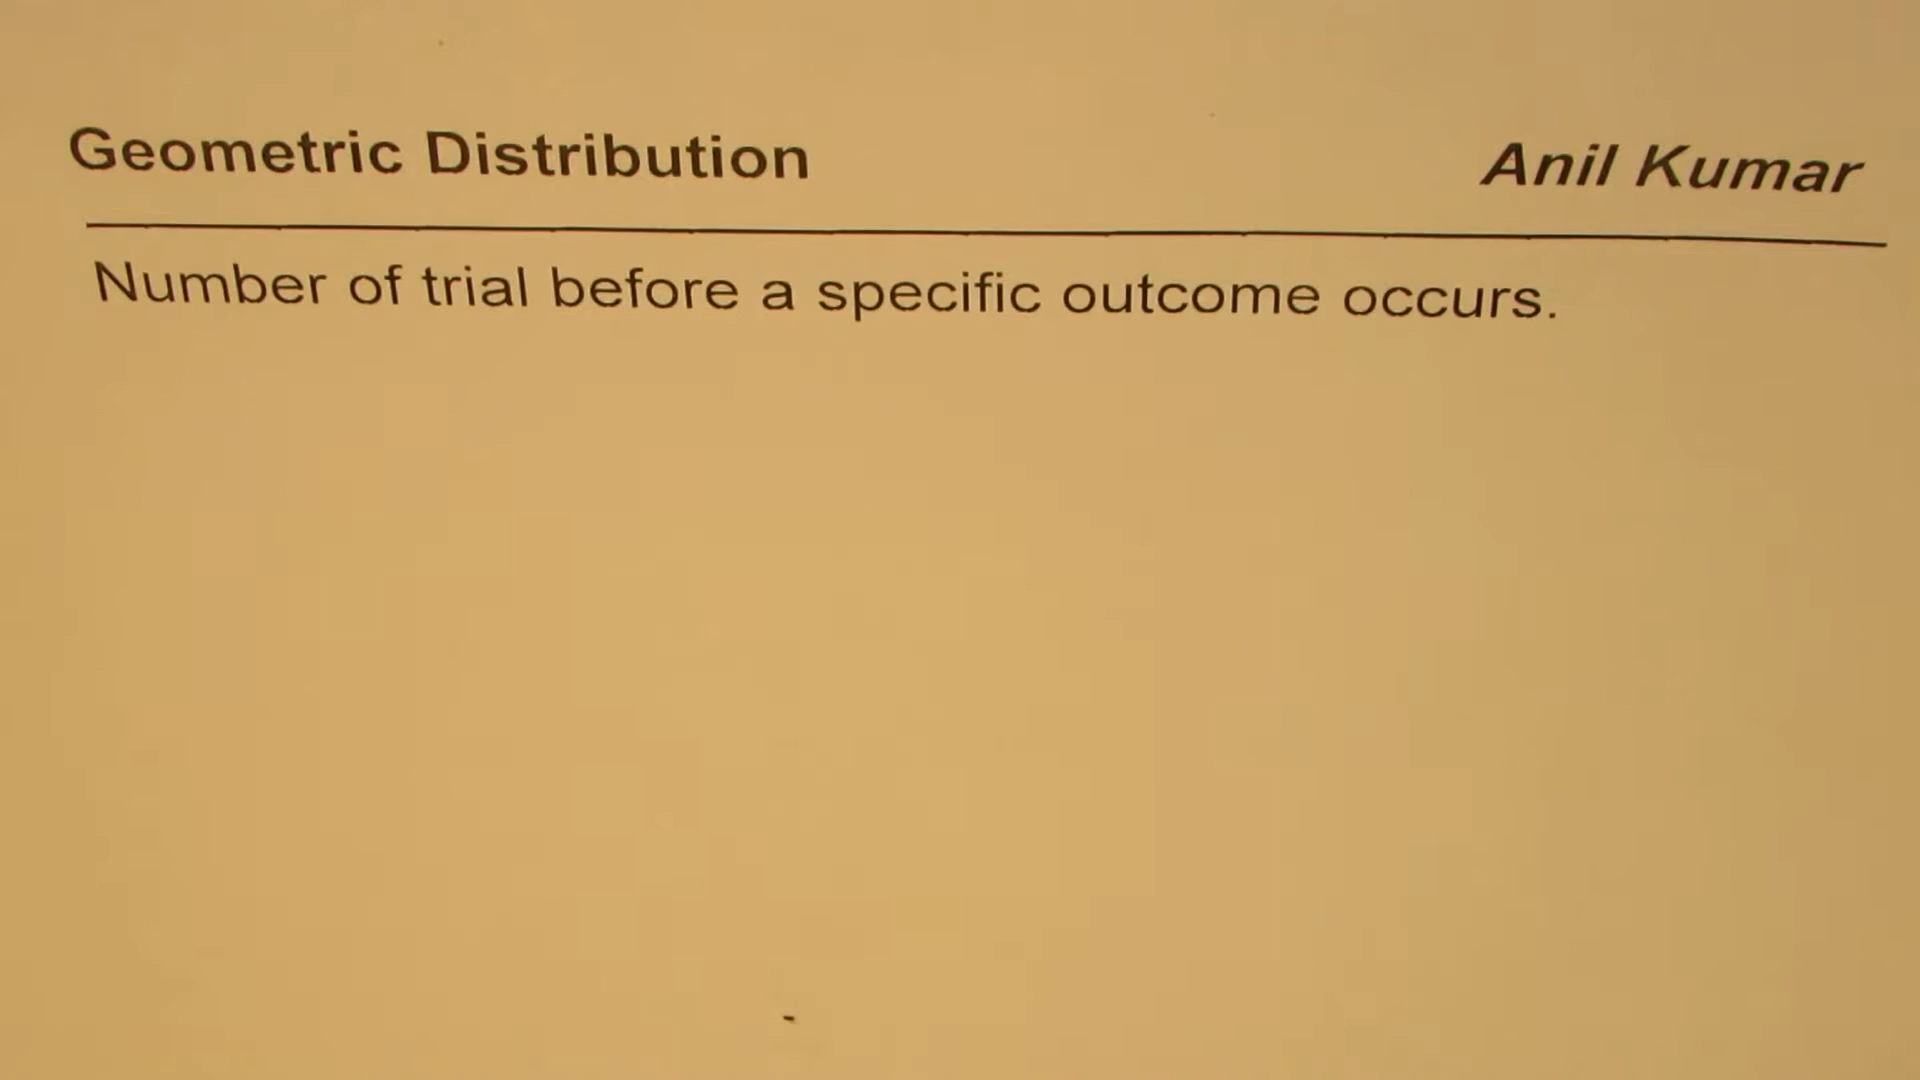 Geometric Distribution Anil Kumar
Number of trial before a specific outcome occurs.